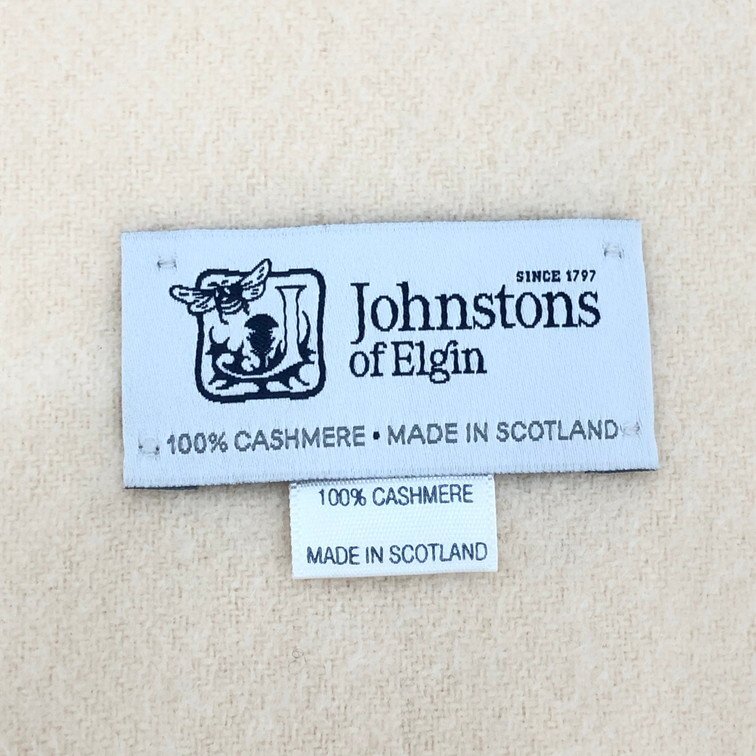 SINCE 1797
Johnstons
of Elgin
100% CASHMERE • MADE IN SCOTLAND
100% CASHMERE
MADE IN SCOTLAND